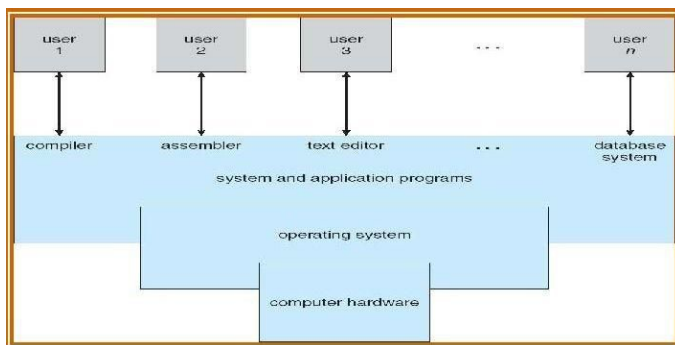 user
1
user
2
user
3
...
user
n
compiler
assembler
text editor
...
database
system
system and application programs
operating system
computer hardware